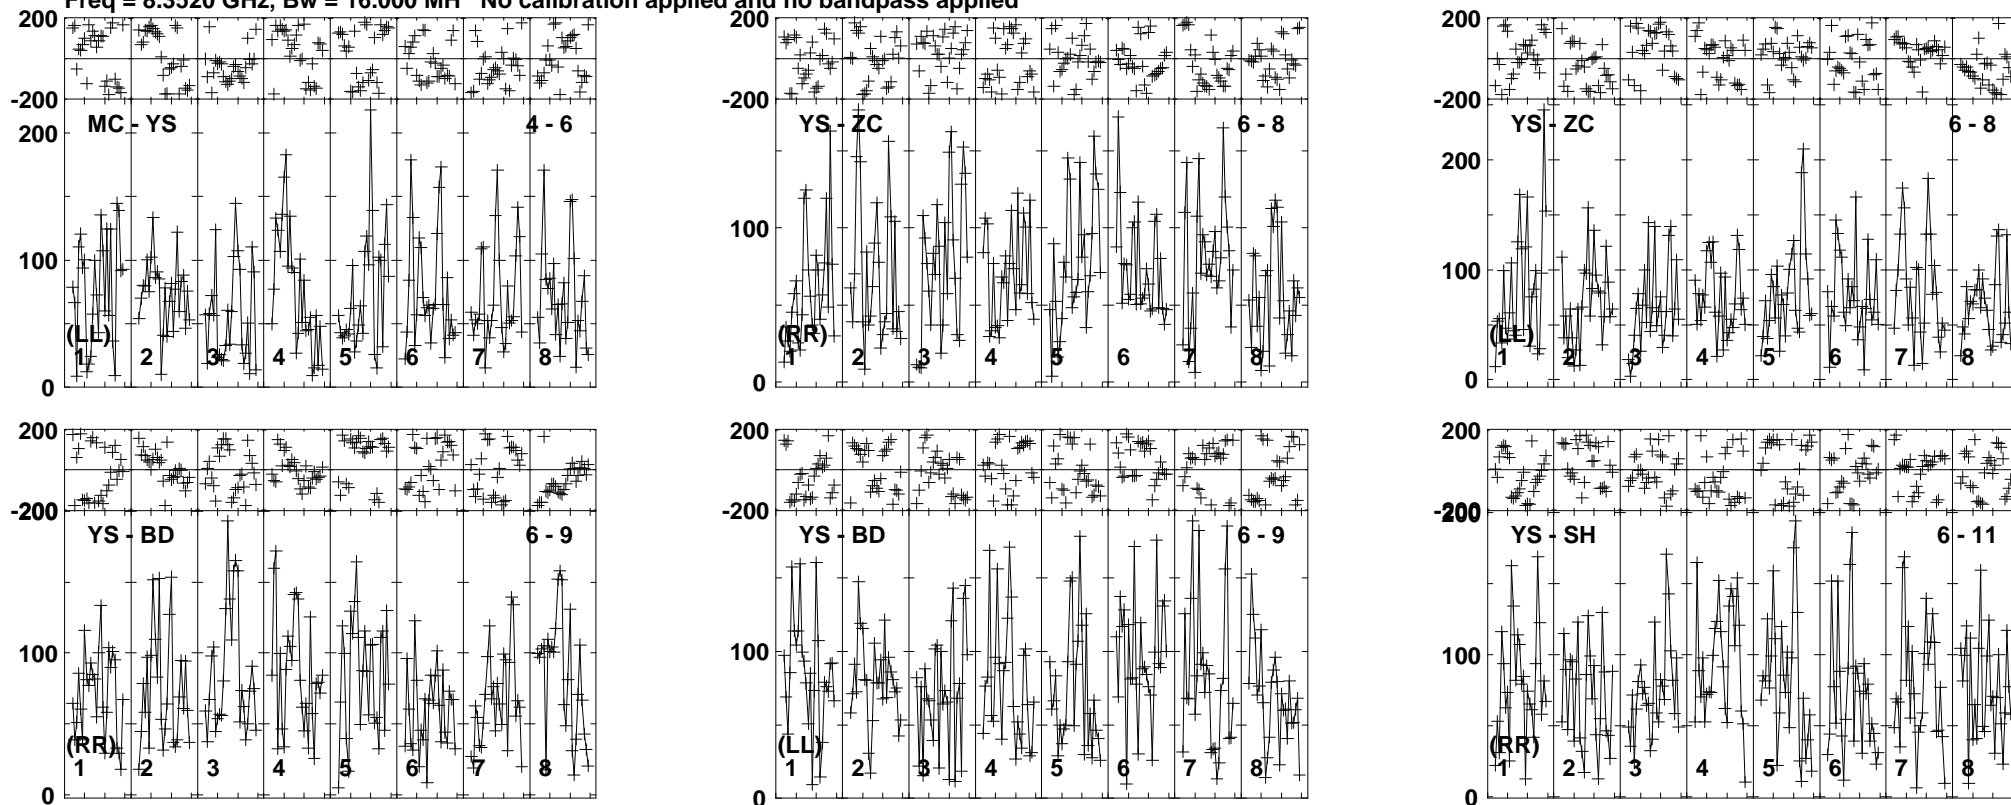 Freq = 8.3520 GHz, Bw = 16.000 MH No calibration applied and no bandpass applied
200
-200
200
100
0
MC - YS
4 - 6
(LL)
1 2 3 4 5 6 7 8
200
-200
100
0
YS - ZC
6 - 8
(RR)
1 2 3 4 5 6 7 8
200
-200
200
100
0
YS - ZC
6 - 8
(LL)
1 2 3 4 5 6 7 8
200
-200
100
0
YS - BD
6 - 9
(RR)
1 2 3 4 5 6 7 8
200
-200
100
0
YS - BD
6 - 9
(LL)
1 2 3 4 5 6 7 8
200
-200
200
100
0
YS - SH
6 - 11
(RR)
1 2 3 4 5 6 7 8